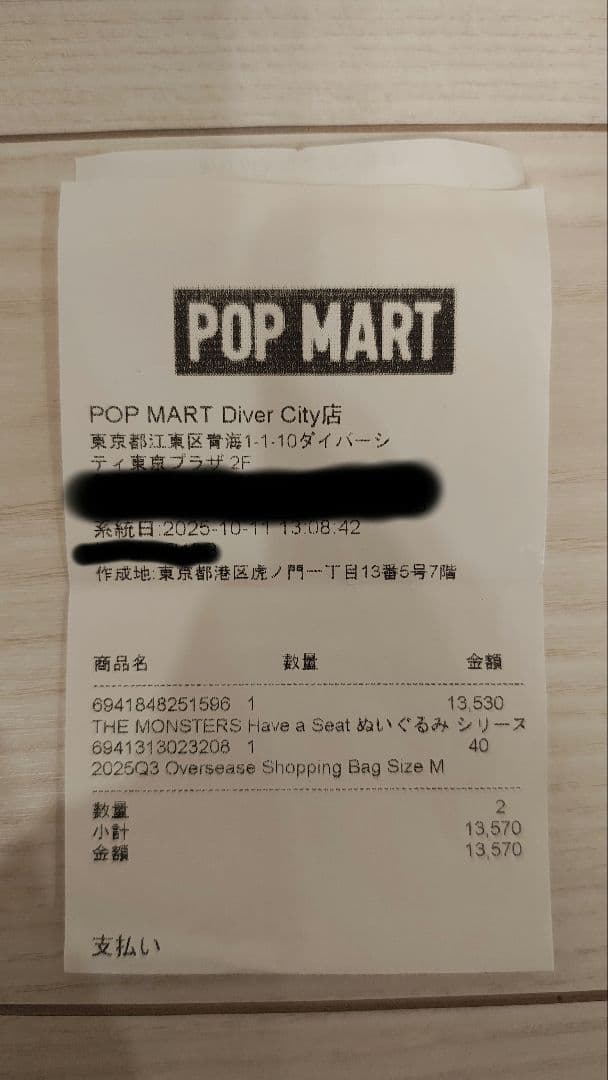 POP MART
POP MART Diver City店
東京都江東区青海1-1-10ダイバーシ
ティ東京プラザ 2F
系統日:2025-10-11 13:08:42
作成地:東京都港区虎ノ門一丁目13番5号7階
商品名 数量 金額
6941848251596 1 13,530
THE MONSTERS Have a Seat ぬいぐるみ シリーズ
6941313023208 1 40
2025Q3 Oversease Shopping Bag Size M
数量 2
小計 13,570
金額 13,570
支払い